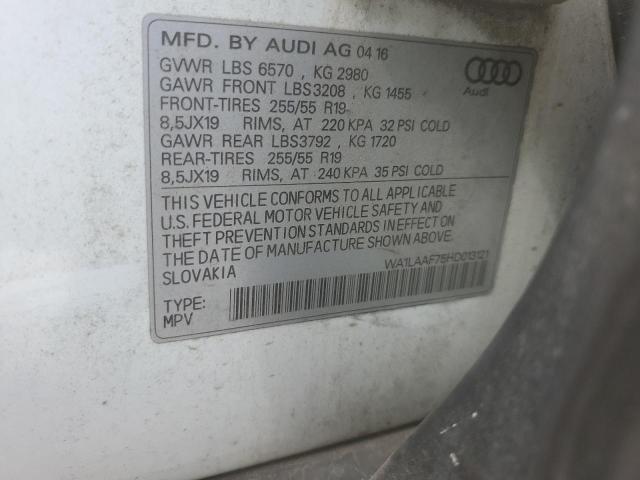 MFD. BY AUDI AG 04 16
GVWR LBS 6570 , KG 2980
GAWR FRONT LBS3208 , KG 1455
FRONT-TIRES 255/55 R19
8,5JX19 RIMS, AT 220 KPA 32 PSI COLD
GAWR REAR LBS3792 , KG 1720
REAR-TIRES 255/55 R19
8,5JX19 RIMS, AT 240 KPA 35 PSI COLD
Audi
THIS VEHICLE CONFORMS TO ALL APPLICABLE
U.S. FEDERAL MOTOR VEHICLE SAFETY AND
THEFT PREVENTION STANDARDS IN EFFECT ON
THE DATE OF MANUFACTURE SHOWN ABOVE.
SLOVAKIA
WA1LAAF75HD013121
TYPE:
MPV